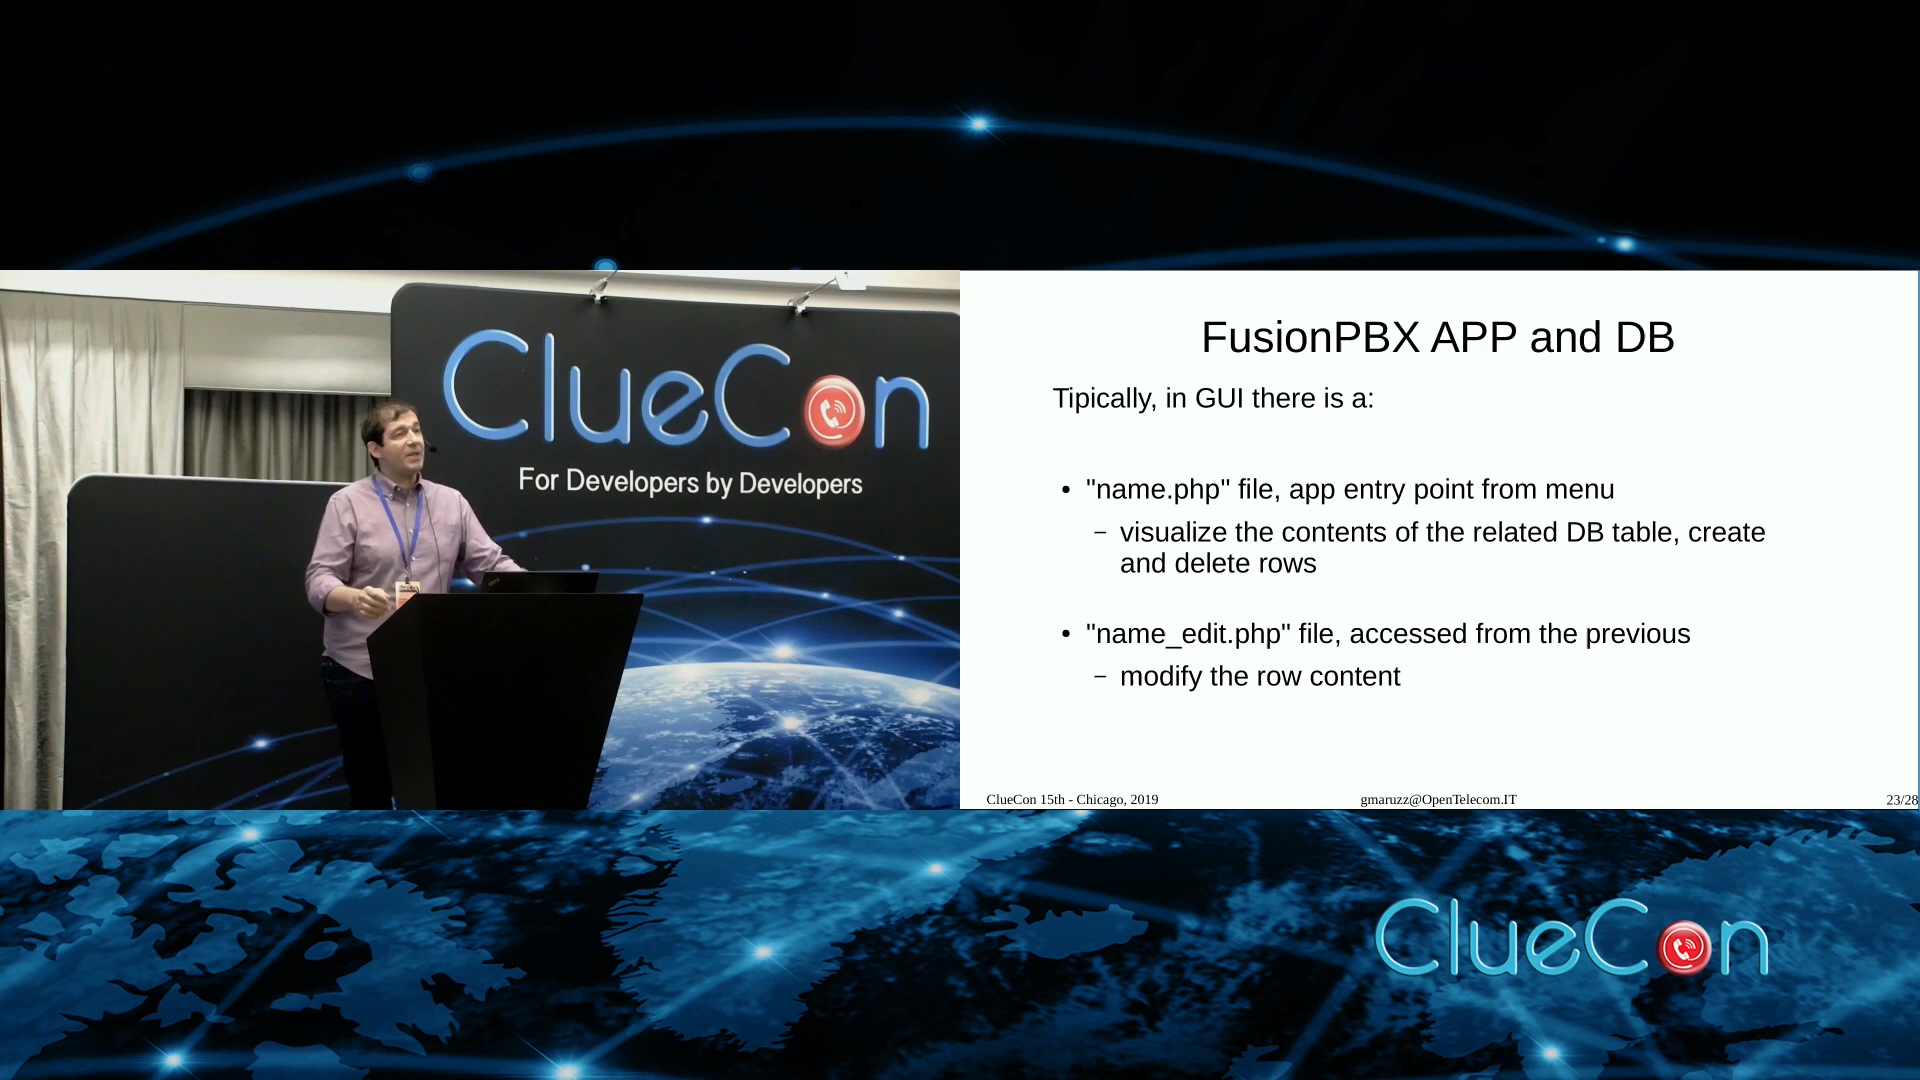 ClueCon
For Developers by Developers
FusionPBX APP and DB
Tipically, in GUI there is a:
• "name.php" file, app entry point from menu
– visualize the contents of the related DB table, create
and delete rows
• "name_edit.php" file, accessed from the previous
– modify the row content
ClueCon 15th - Chicago, 2019
gmaruzz@OpenTelecom.IT
23/28
ClueCon